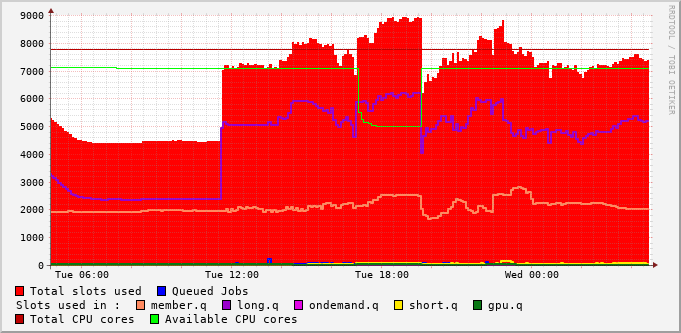 9000
8000
7000
6000
5000
4000
3000
2000
1000
0
Tue 06:00 Tue 12:00 Tue 18:00 Wed 00:00
Total slots used Queued Jobs
Slots used in : member.q long.q ondemand.q short.q gpu.q
Total CPU cores Available CPU cores
RRDTOOL / TOBI OETIKER